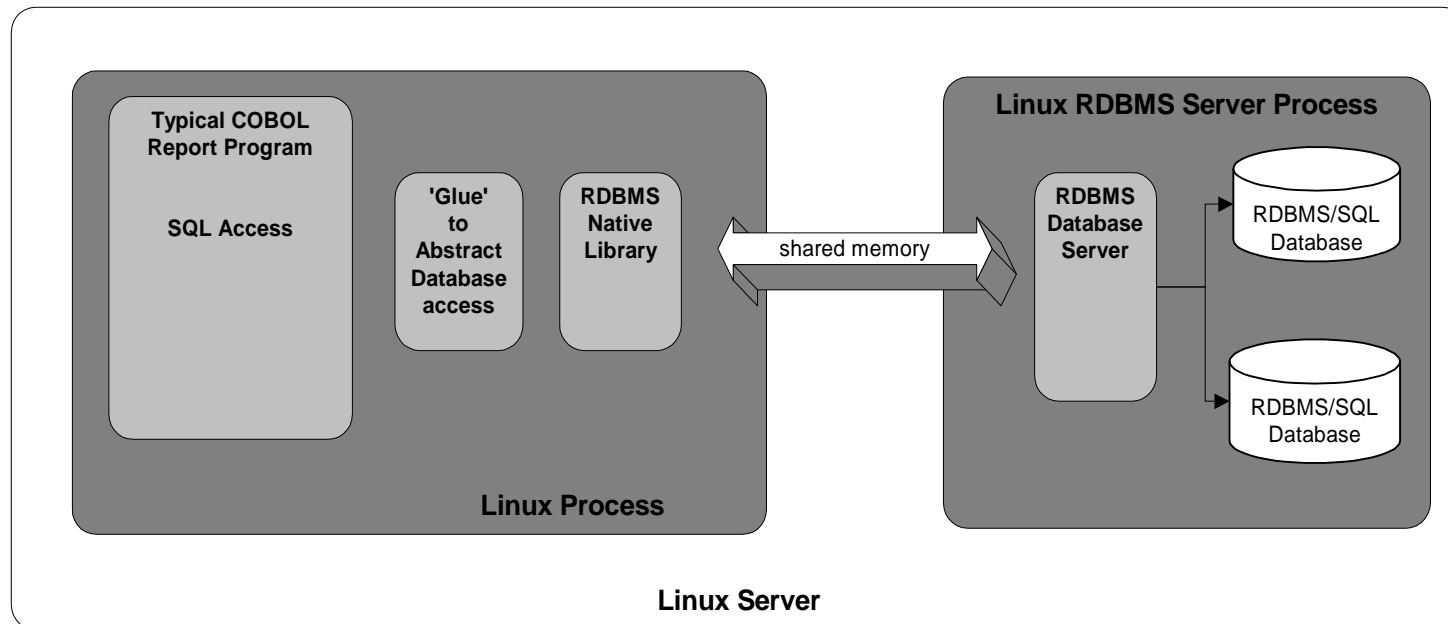 Typical COBOL
Report Program
SQL Access
'Glue'
to
Abstract
Database
access
RDBMS
Native
Library
Linux Process
shared memory
Linux RDBMS Server Process
RDBMS
Database
Server
RDBMS/SQL
Database
RDBMS/SQL
Database
Linux Server